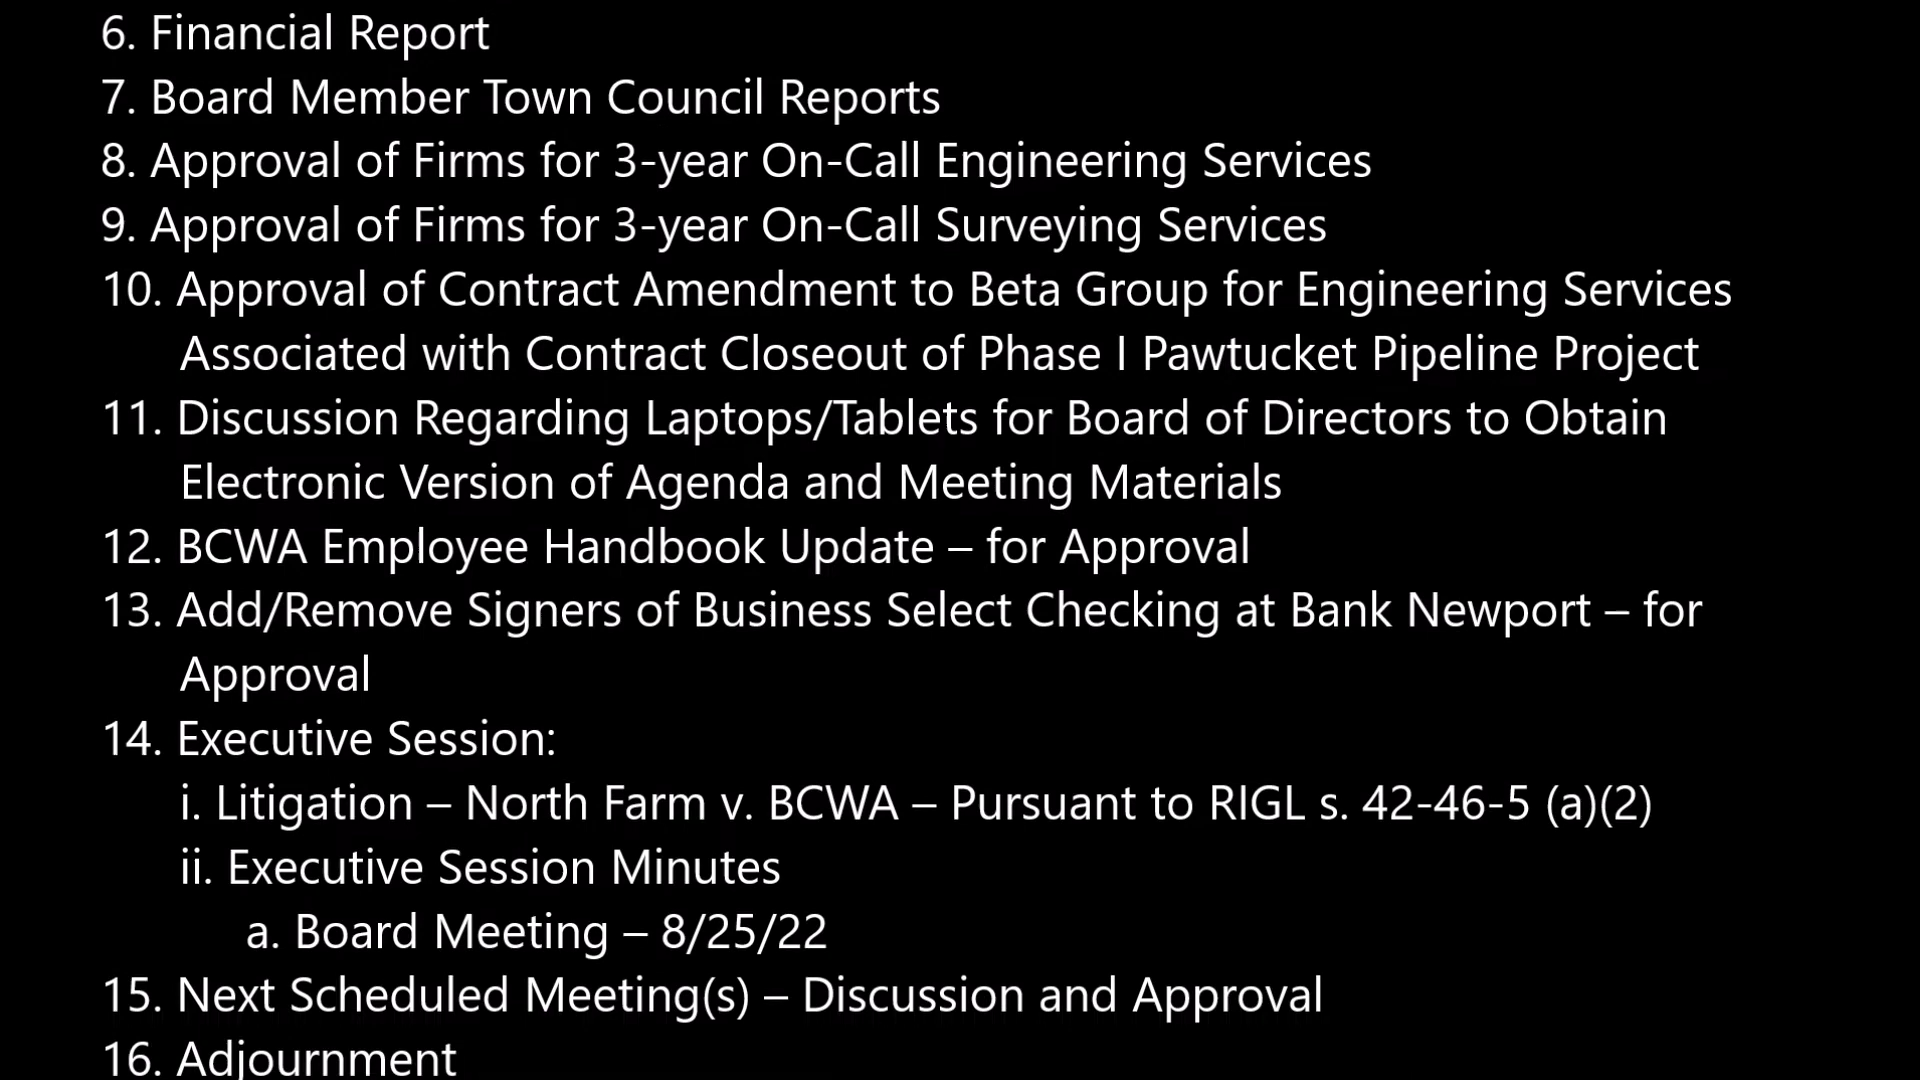 6. Financial Report
7. Board Member Town Council Reports
8. Approval of Firms for 3-year On-Call Engineering Services
9. Approval of Firms for 3-year On-Call Surveying Services
10. Approval of Contract Amendment to Beta Group for Engineering Services
Associated with Contract Closeout of Phase I Pawtucket Pipeline Project
11. Discussion Regarding Laptops/Tablets for Board of Directors to Obtain
Electronic Version of Agenda and Meeting Materials
12. BCWA Employee Handbook Update – for Approval
13. Add/Remove Signers of Business Select Checking at Bank Newport – for
Approval
14. Executive Session:
i. Litigation – North Farm v. BCWA – Pursuant to RIGL s. 42-46-5 (a)(2)
ii. Executive Session Minutes
a. Board Meeting – 8/25/22
15. Next Scheduled Meeting(s) – Discussion and Approval
16. Adjournment